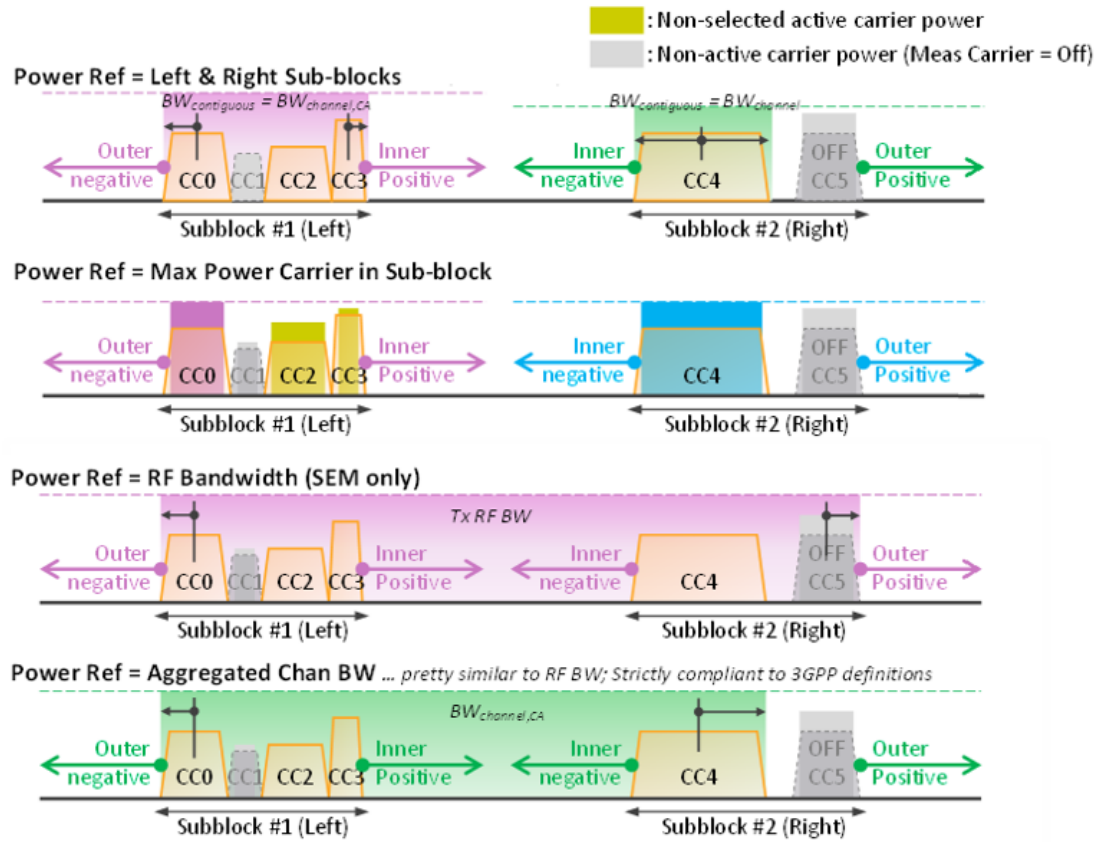 : Non-selected active carrier power
: Non-active carrier power (Meas Carrier = Off)
Power Ref = Left & Right Sub-blocks
BWcontiguous = BWchannel,CA
BWcontiguous = BWchannel
Outer negative
CC0
CC1
CC2
CC3
Inner Positive
Inner negative
CC4
OFF CC5
Outer Positive
Subblock #1 (Left)
Subblock #2 (Right)
Power Ref = Max Power Carrier in Sub-block
Outer negative
CC0
CC1
CC2
CC3
Inner Positive
Inner negative
CC4
OFF CC5
Outer Positive
Subblock #1 (Left)
Subblock #2 (Right)
Power Ref = RF Bandwidth (SEM only)
Tx RF BW
Outer negative
CC0
CC1
CC2
CC3
Inner Positive
Inner negative
CC4
OFF CC5
Outer Positive
Subblock #1 (Left)
Subblock #2 (Right)
Power Ref = Aggregated Chan BW ... pretty similar to RF BW; Strictly compliant to 3GPP definitions
BWchannel,CA
Outer negative
CC0
CC1
CC2
CC3
Inner Positive
Inner negative
CC4
OFF CC5
Outer Positive
Subblock #1 (Left)
Subblock #2 (Right)